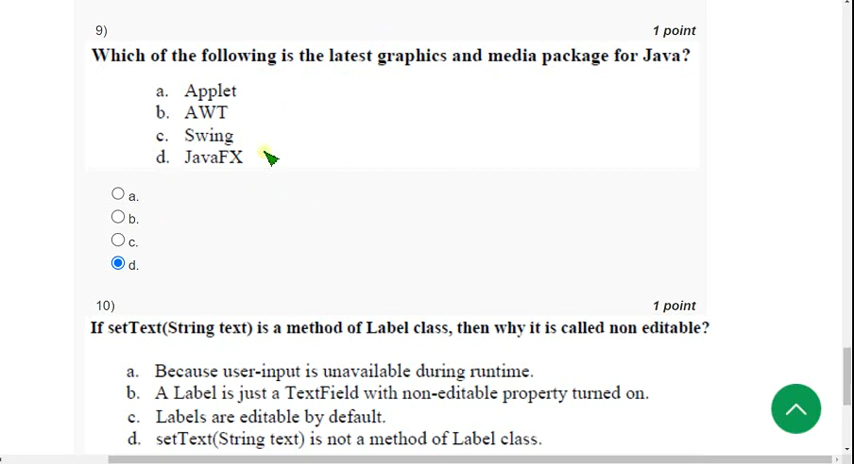 9)
1 point
Which of the following is the latest graphics and media package for Java?
a. Applet
b. AWT
c. Swing
d. JavaFX
a.
b.
c.
d.
10)
1 point
If setText(String text) is a method of Label class, then why it is called non editable?
a. Because user-input is unavailable during runtime.
b. A Label is just a TextField with non-editable property turned on.
c. Labels are editable by default.
d. setText(String text) is not a method of Label class.